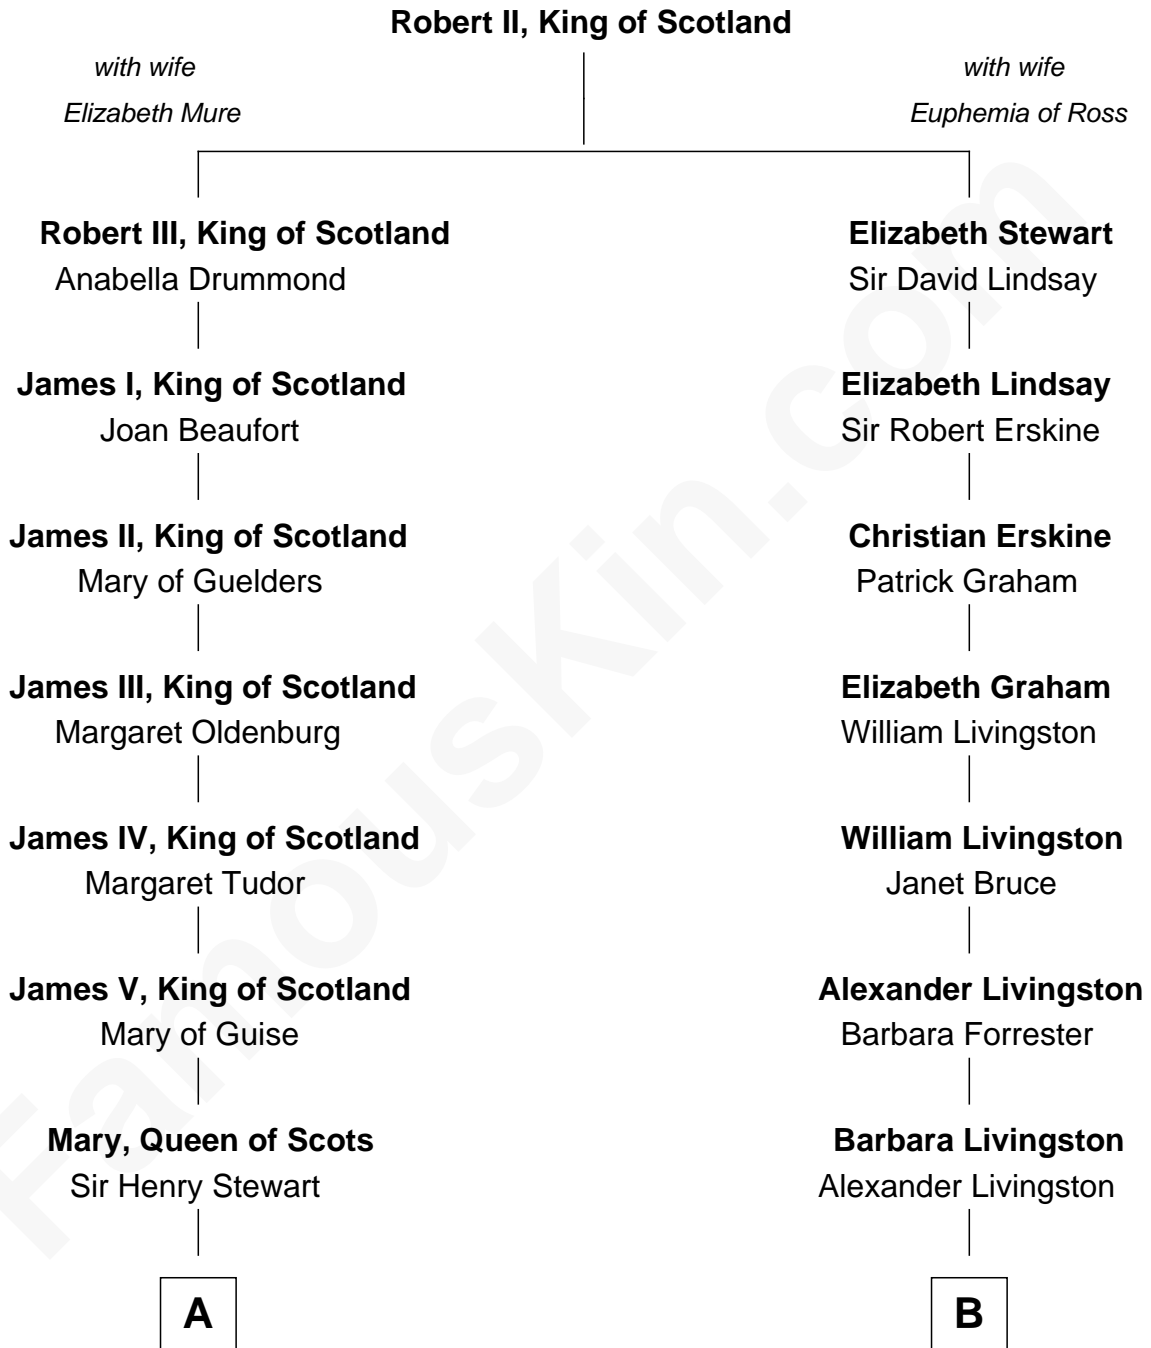 Robert II, King of Scotland
with wife
Elizabeth Mure
with wife
Euphemia of Ross
Robert III, King of Scotland
Anabella Drummond
Elizabeth Stewart
Sir David Lindsay
James I, King of Scotland
Joan Beaufort
Elizabeth Lindsay
Sir Robert Erskine
James II, King of Scotland
Mary of Guelders
Christian Erskine
Patrick Graham
James III, King of Scotland
Margaret Oldenburg
Elizabeth Graham
William Livingston
James IV, King of Scotland
Margaret Tudor
William Livingston
Janet Bruce
James V, King of Scotland
Mary of Guise
Alexander Livingston
Barbara Forrester
Mary, Queen of Scots
Sir Henry Stewart
Barbara Livingston
Alexander Livingston
A
B
FamousKin.com